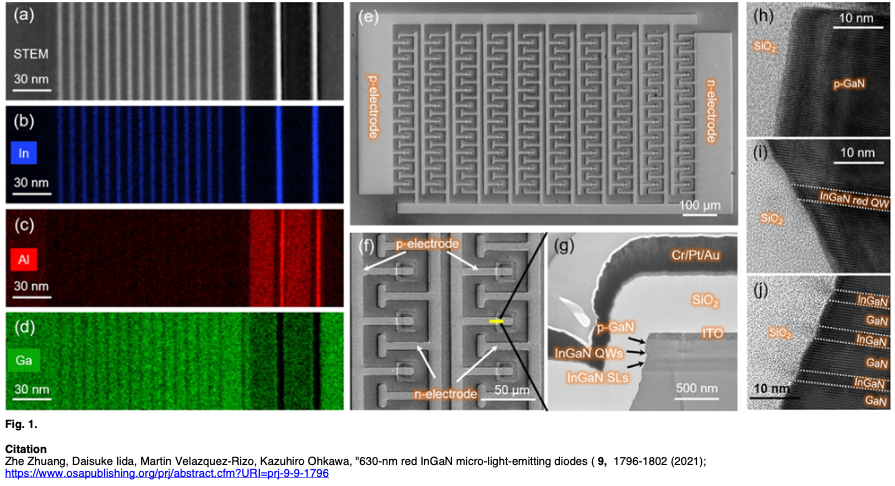 (a)
STEM
30 nm
(b)
In
30 nm
(c)
Al
30 nm
(d)
Ga
30 nm
(e)
p-electrode
n-electrode
100 μm
(f)
p-electrode
n-electrode
50 μm
(g)
Cr/Pt/Au
SiO2
p-GaN
ITO
InGaN QWs
InGaN SLs
500 nm
(h)
10 nm
SiO2
p-GaN
(i)
10 nm
InGaN red QW
SiO2
(j)
InGaN
GaN
SiO2
InGaN
GaN
InGaN
10 nm
GaN
Fig. 1.
Citation
Zhe Zhuang, Daisuke Iida, Martin Velazquez-Rizo, Kazuhiro Ohkawa, "630-nm red InGaN micro-light-emitting diodes ( 9, 1796-1802 (2021);
https://www.osapublishing.org/prj/abstract.cfm?URI=prj-9-9-1796